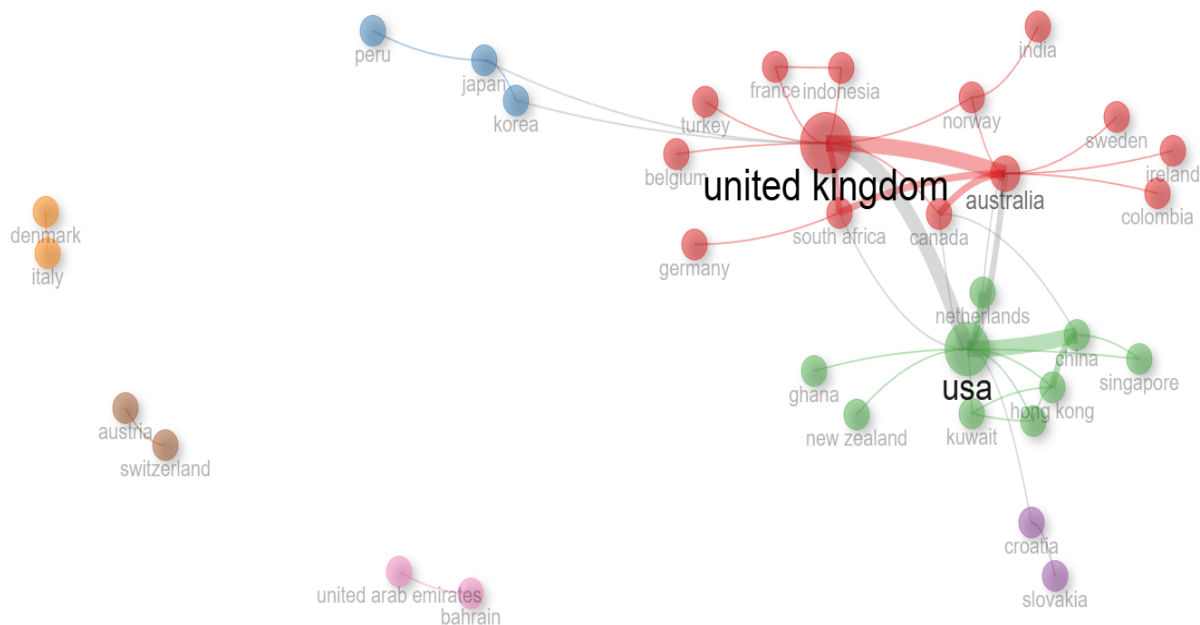 peru
japan
korea
india
france
indonesia
turkey
norway
sweden
belgium
united kingdom
ireland
australia
colombia
south africa
canada
germany
denmark
italy
netherlands
china
singapore
ghana
usa
hong kong
new zealand
kuwait
austria
switzerland
croatia
slovakia
united arab emirates
bahrain